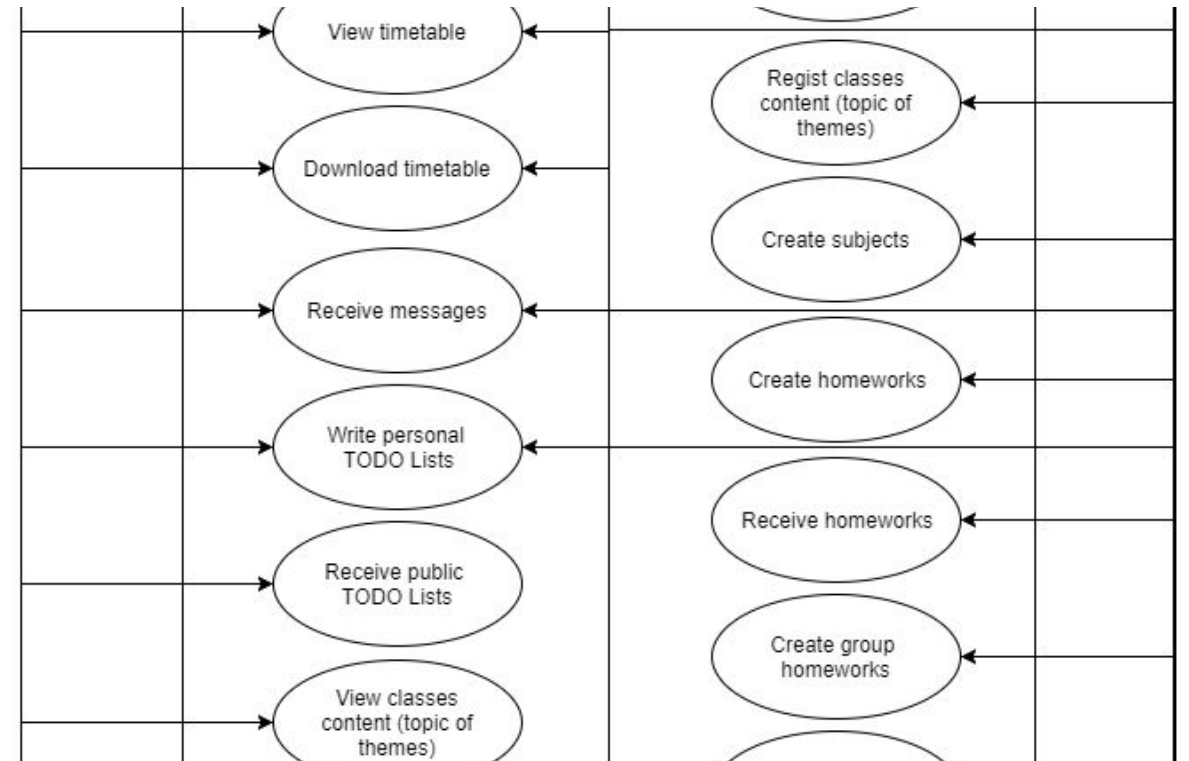 View timetable
Download timetable
Receive messages
Write personal
TODO Lists
Receive public
TODO Lists
View classes
content (topic of
themes)
Regist classes
content (topic of
themes)
Create subjects
Create homeworks
Receive homeworks
Create group
homeworks